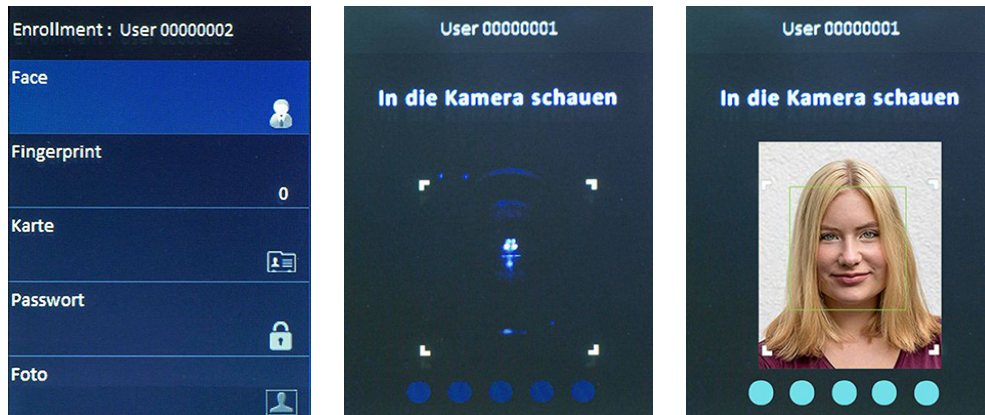 Enrollment : User 00000002
Face
Fingerprint
0
Karte
Passwort
Foto
User 00000001
In die Kamera schauen
User 00000001
In die Kamera schauen